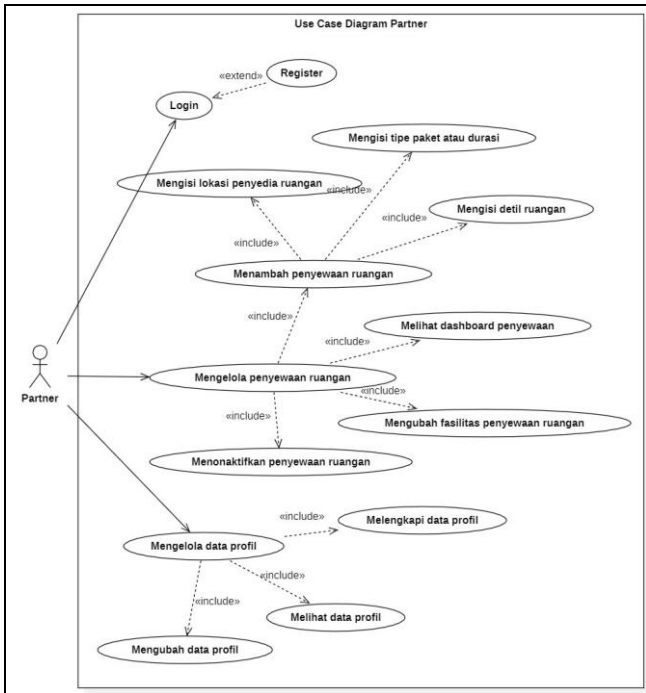 Use Case Diagram Partner
«extend»
Register
Login
Mengisi tipe paket atau durasi
Mengisi lokasi penyedia ruangan
«include»
Mengisi detil ruangan
«include»
«include»
Menambah penyewaan ruangan
«include»
Melihat dashboard penyewaan
«include»
Partner
Mengelola penyewaan ruangan
«include»
«include»
Mengubah fasilitas penyewaan ruangan
Menonaktifkan penyewaan ruangan
«include»
Melengkapi data profil
Mengelola data profil
«include»
«include»
Melihat data profil
Mengubah data profil